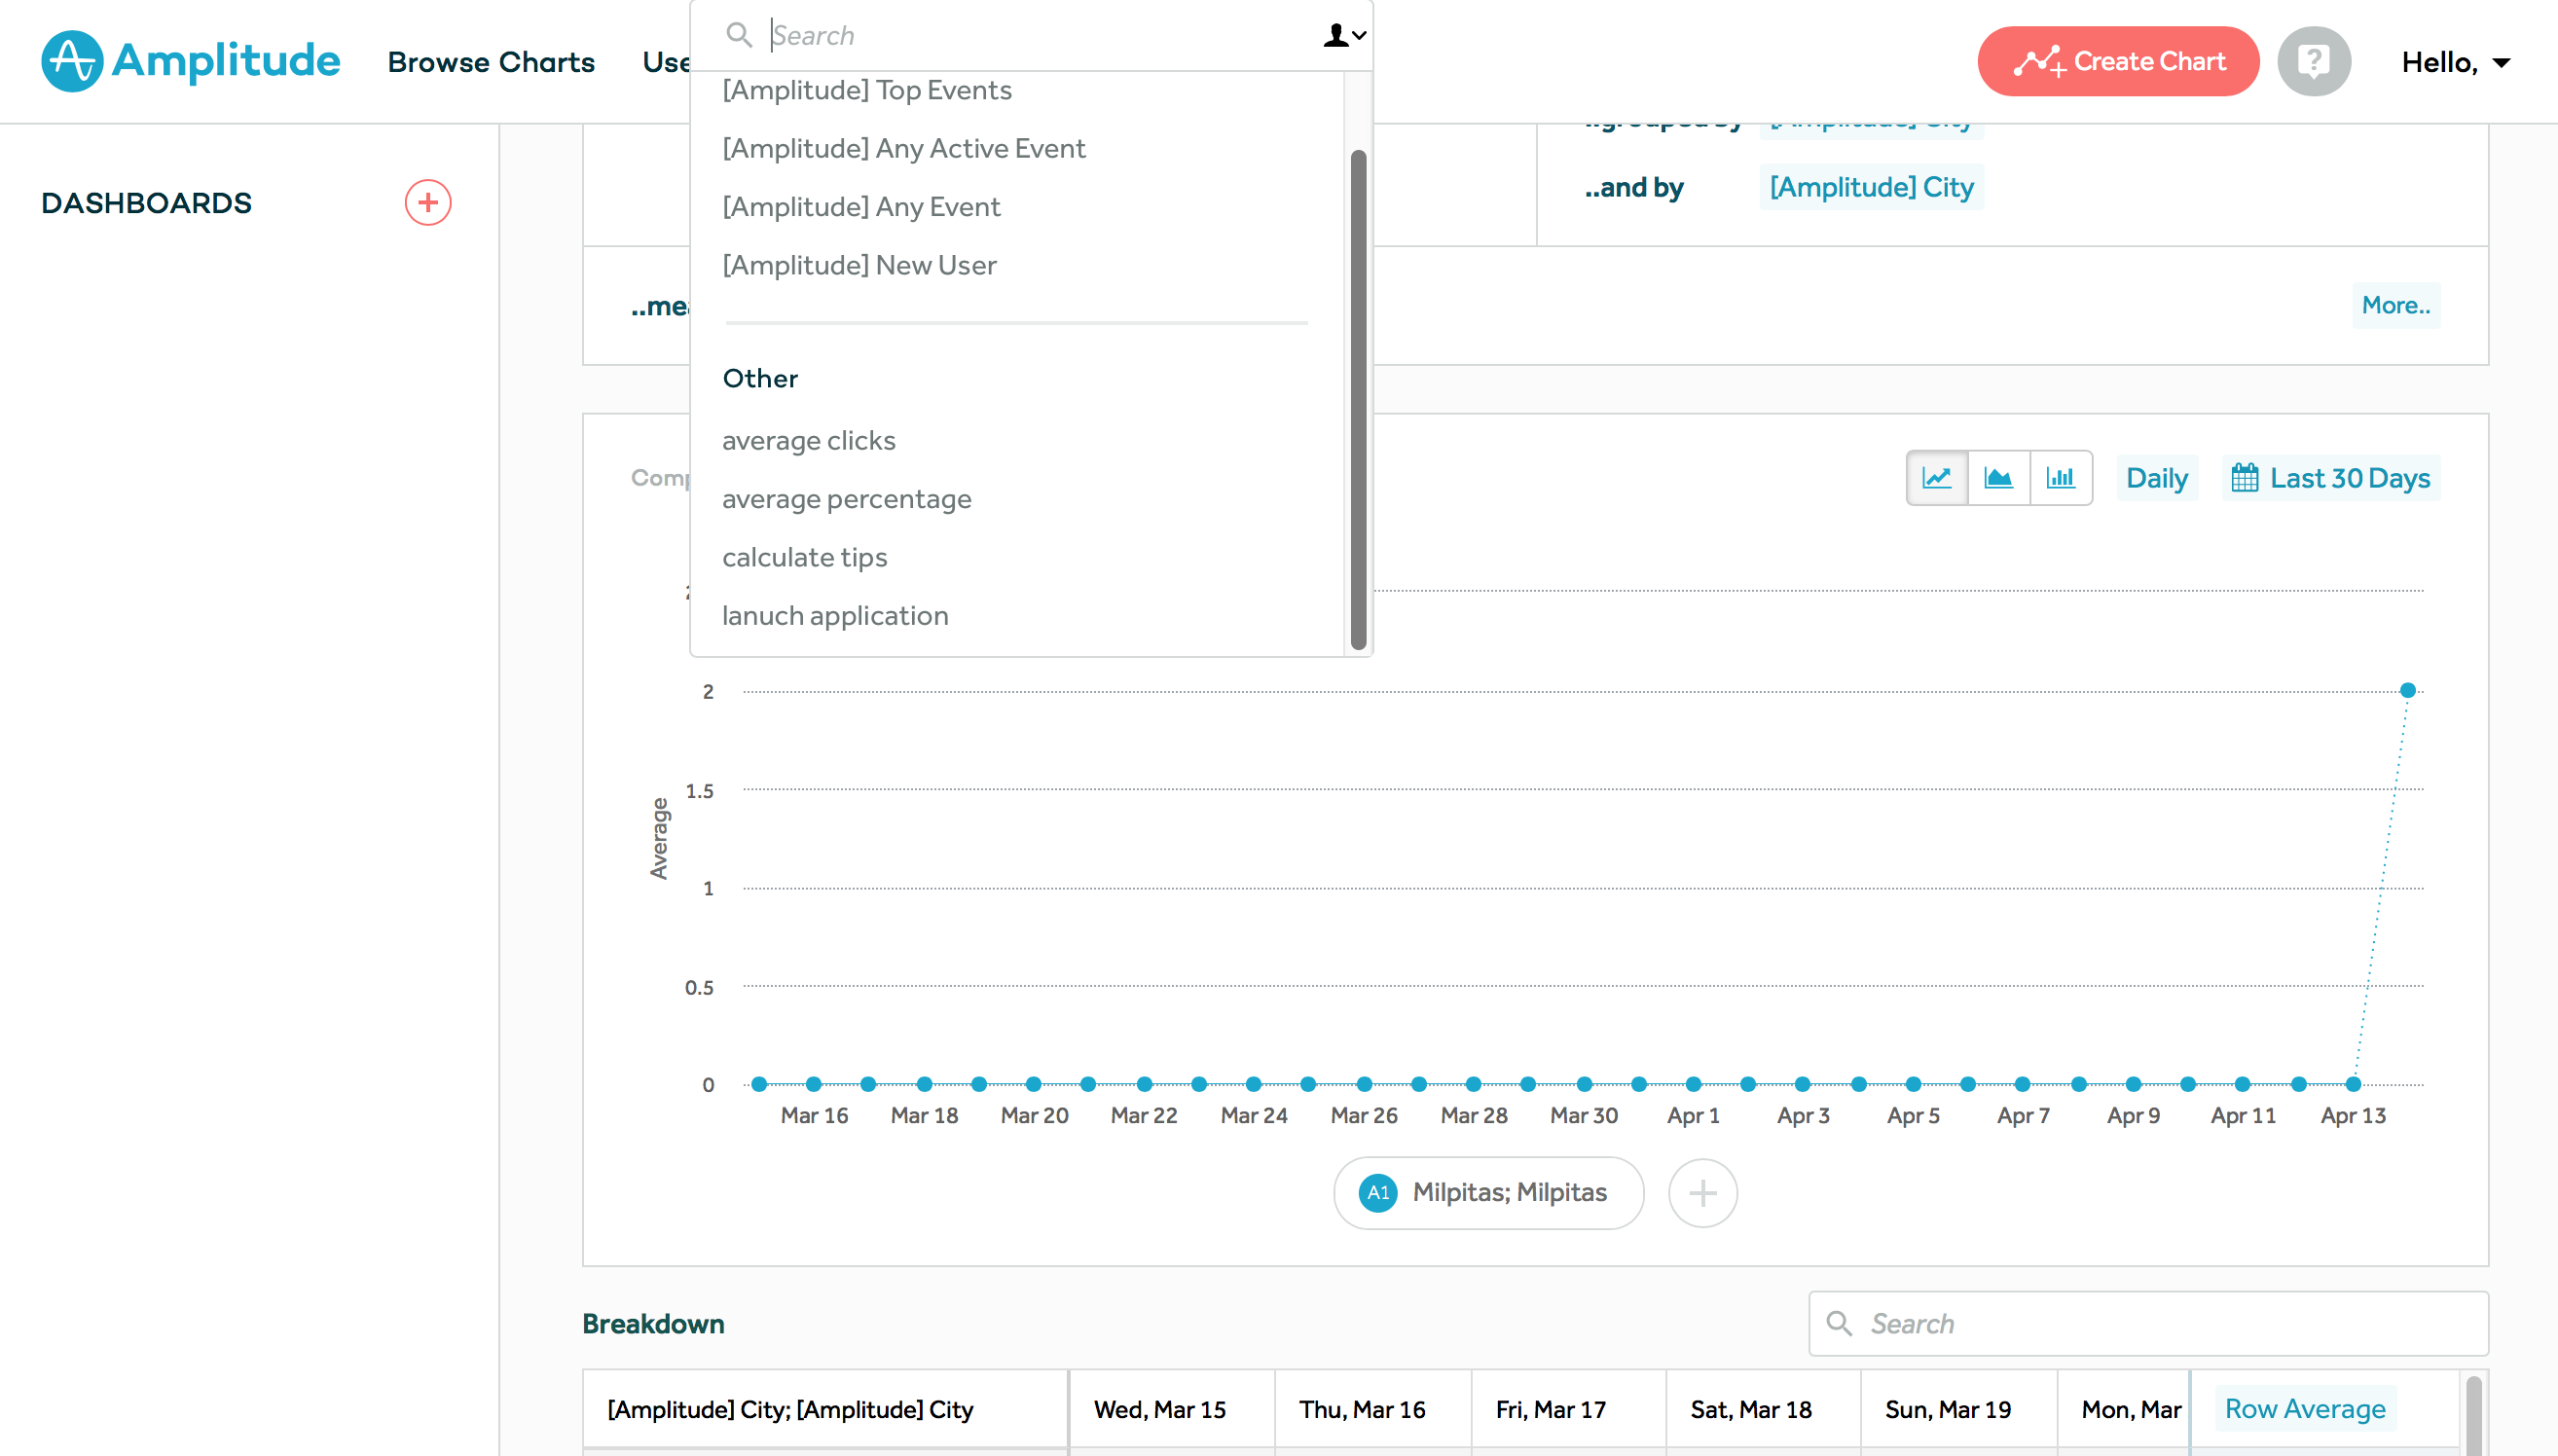 Amplitude
Browse Charts
Use
Search
Create Chart
?
Hello,
[Amplitude] Top Events
[Amplitude] Any Active Event
[Amplitude] Any Event
[Amplitude] New User
Other
average clicks
average percentage
calculate tips
lanuch application
DASHBOARDS
..grouped by [Amplitude] City
..and by [Amplitude] City
..mea
More..
Comp
Daily
Last 30 Days
2
1.5
1
0.5
0
Average
Mar 16 Mar 18 Mar 20 Mar 22 Mar 24 Mar 26 Mar 28 Mar 30 Apr 1 Apr 3 Apr 5 Apr 7 Apr 9 Apr 11 Apr 13
A1 Milpitas; Milpitas
Breakdown
Search
[Amplitude] City; [Amplitude] City Wed, Mar 15 Thu, Mar 16 Fri, Mar 17 Sat, Mar 18 Sun, Mar 19 Mon, Mar Row Average